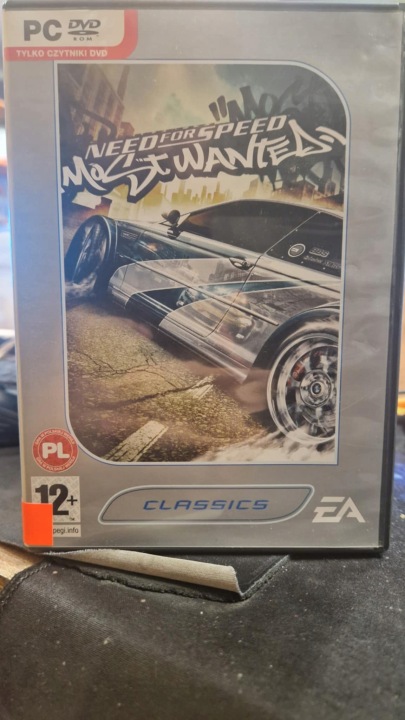 PC DVD
ROM
TYLKO CZYTNIKI DVD
NEED FOR SPEED
MOST WANTED
PL
12+
pegi.info
CLASSICS
EA